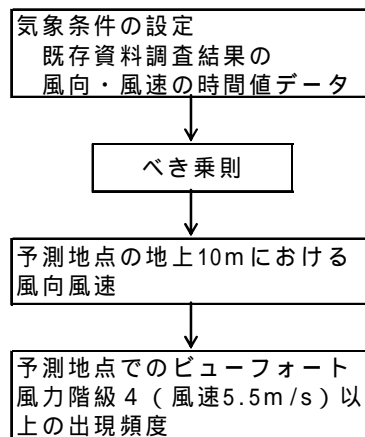 気象条件の設定
既存資料調査結果の
風向・風速の時間値データ
べき乗則
予測地点の地上10mにおける
風向風速
予測地点でのビューフォート
風力階級4(風速5.5m/s)以
上の出現頻度